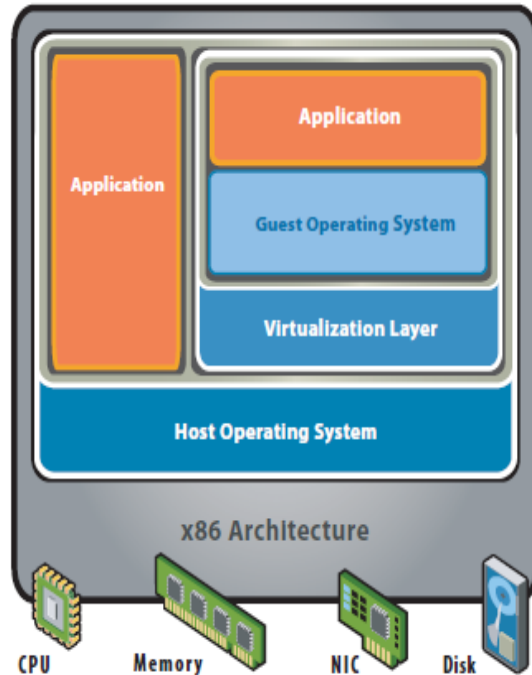 Application
Application
Guest Operating System
Virtualization Layer
Host Operating System
x86 Architecture
CPU
Memory
NIC
Disk